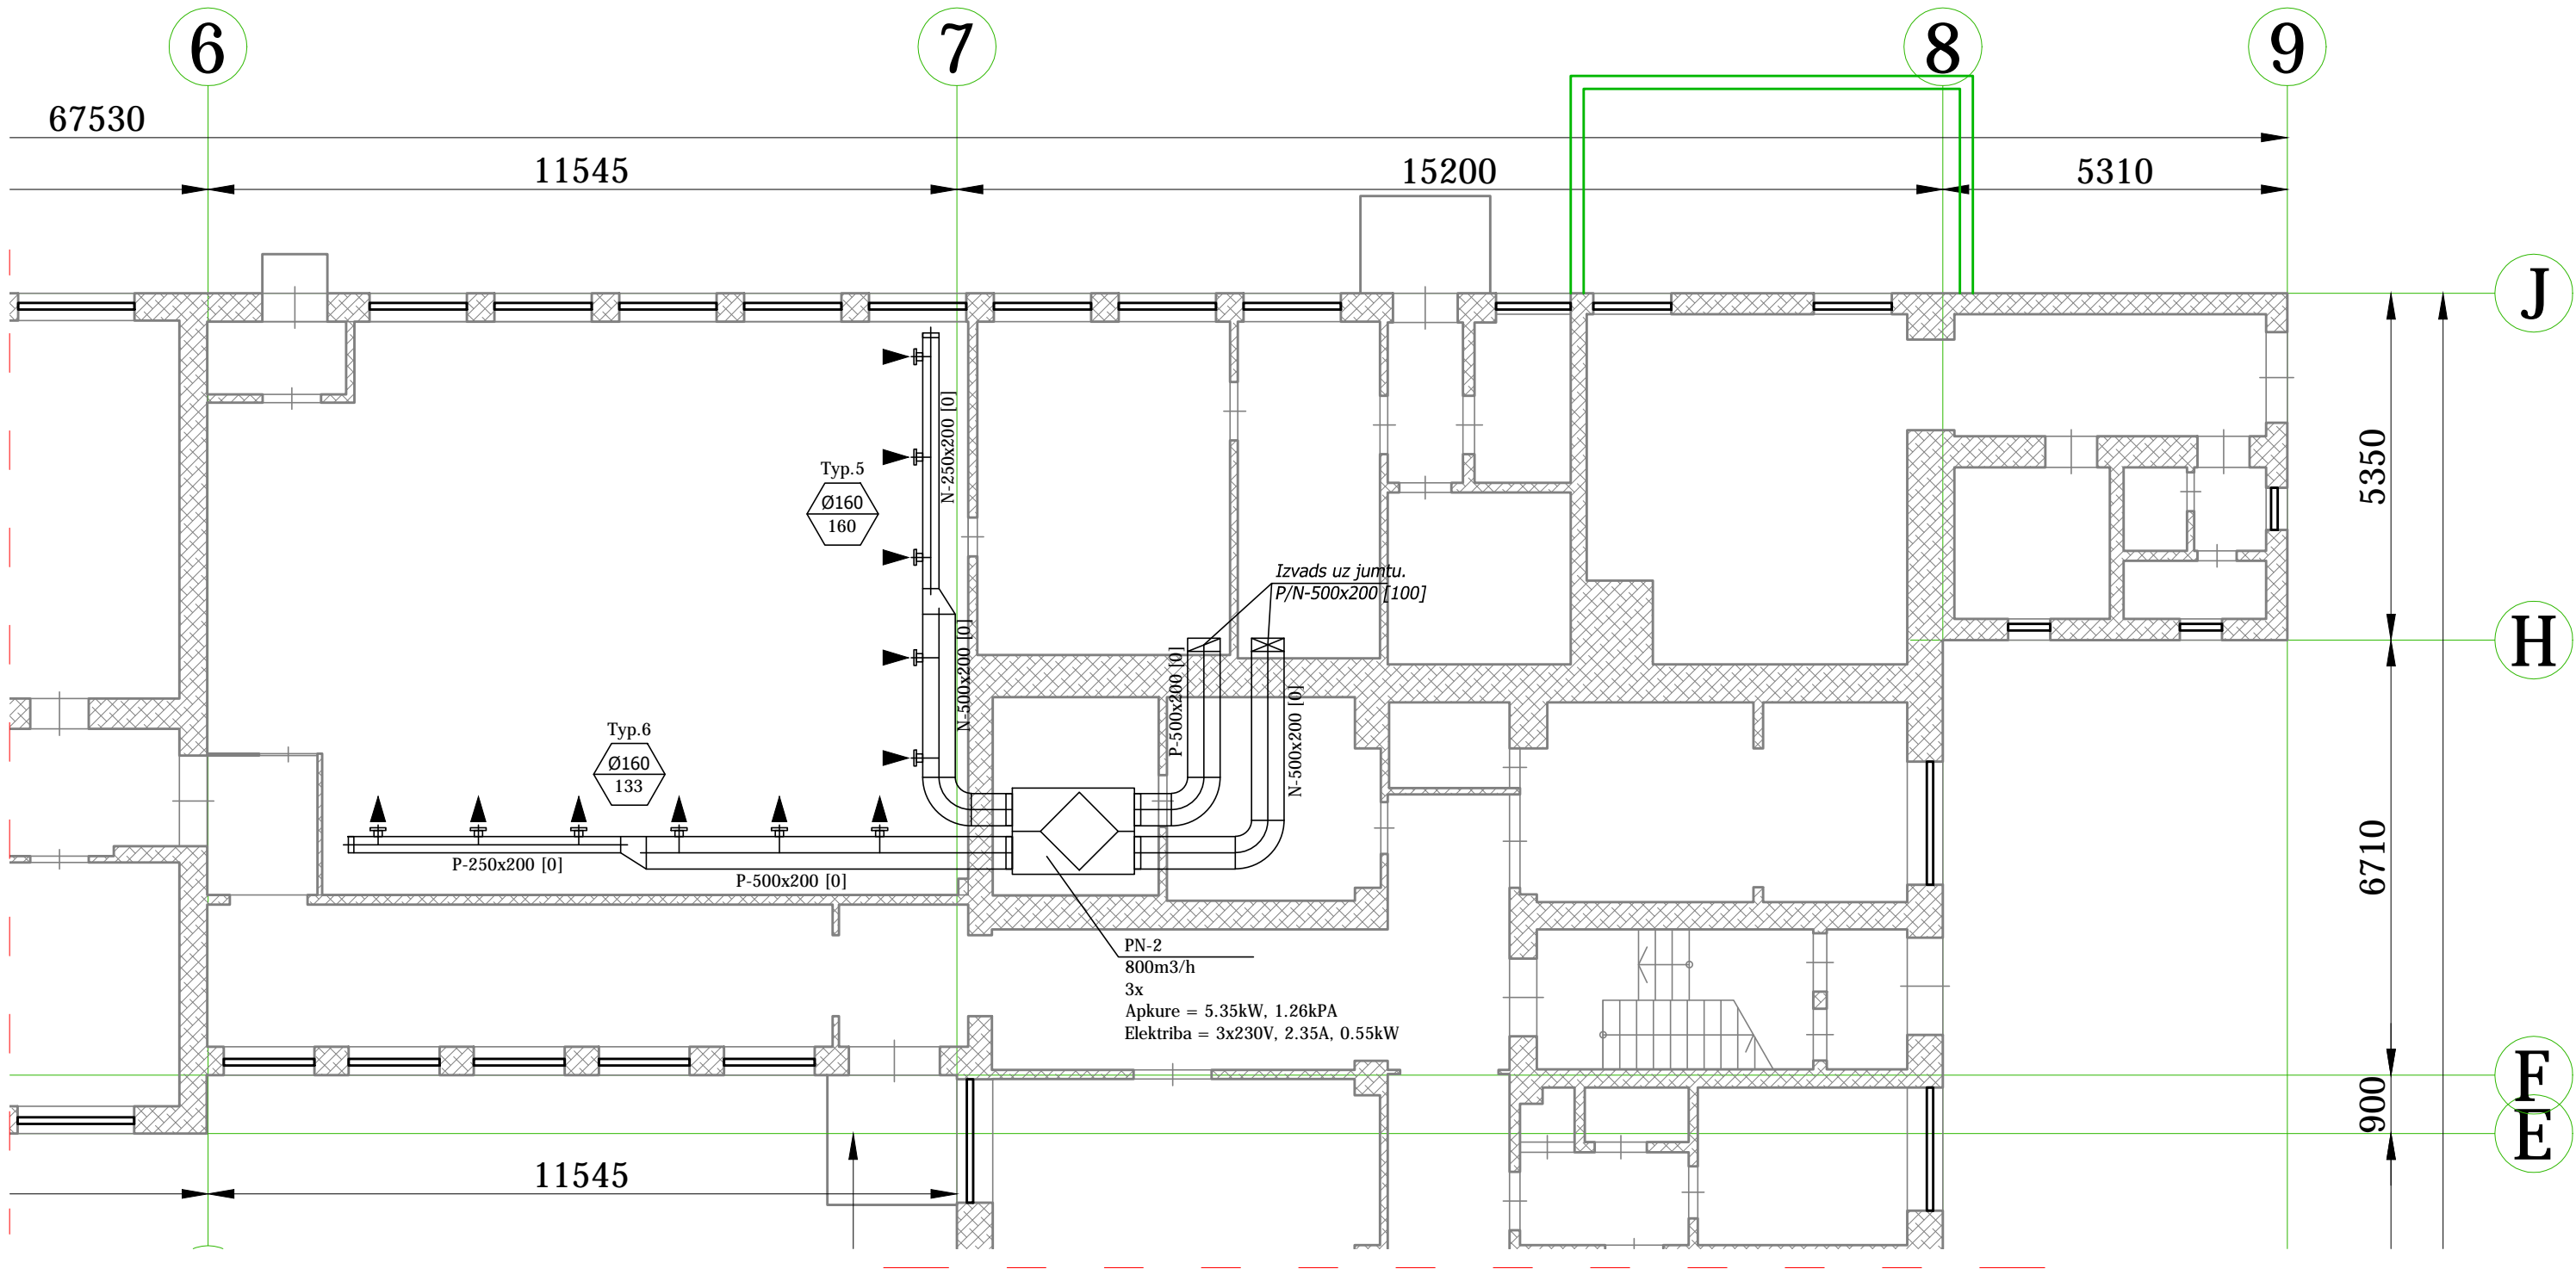 6
7
8
9
67530
11545
15200
5310
J
N-250x200 [0]
Typ.5
Ø160
160
5350
Izvads uz jumtu.
P/N-500x200 [100]
H
N-500x200 [0]
P-500x200 [0]
N-500x200 [0]
Typ.6
Ø160
133
P-250x200 [0]
P-500x200 [0]
6710
PN-2
800m3/h
3x
Apkure = 5.35kW, 1.26kPA
Elektriba = 3x230V, 2.35A, 0.55kW
F
900
E
11545